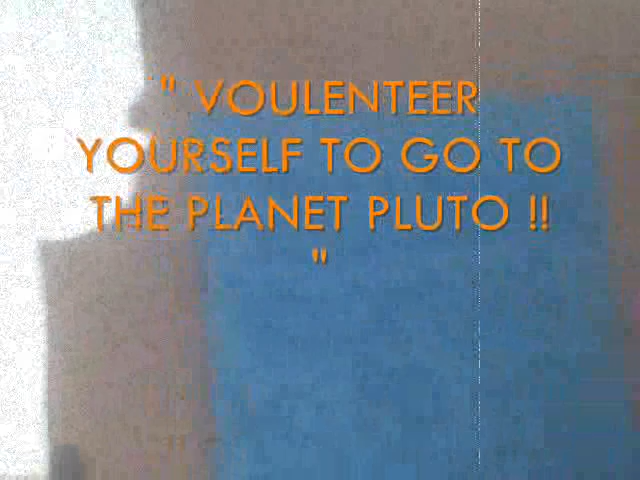 " VOULENTEER
YOURSELF TO GO TO
THE PLANET PLUTO !!
"